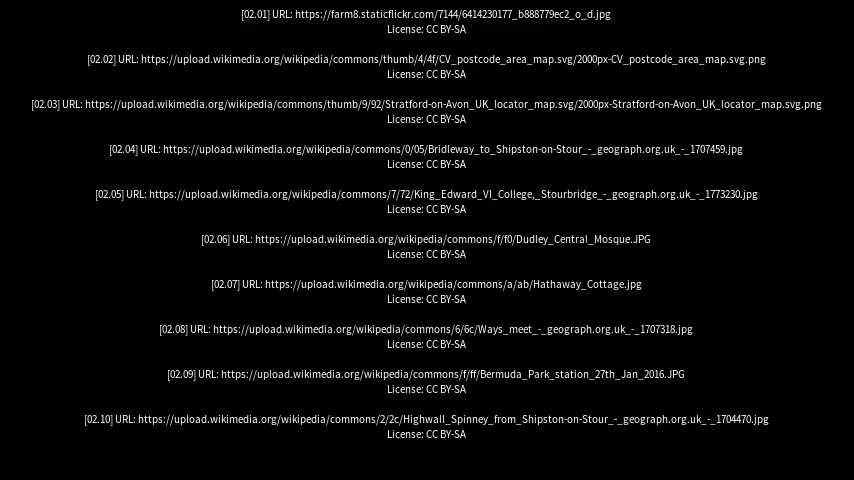 [02.01] URL: https://farm8.staticflickr.com/7144/6414230177_b888779ec2_o_d.jpg
License: CC BY-SA
[02.02] URL: https://upload.wikimedia.org/wikipedia/commons/thumb/4/4f/CV_postcode_area_map.svg/2000px-CV_postcode_area_map.svg.png
License: CC BY-SA
[02.03] URL: https://upload.wikimedia.org/wikipedia/commons/thumb/9/92/Stratford-on-Avon_UK_locator_map.svg/2000px-Stratford-on-Avon_UK_locator_map.svg.png
License: CC BY-SA
[02.04] URL: https://upload.wikimedia.org/wikipedia/commons/0/05/Bridleway_to_Shipston-on-Stour_-_geograph.org.uk_-_1707459.jpg
License: CC BY-SA
[02.05] URL: https://upload.wikimedia.org/wikipedia/commons/7/72/King_Edward_VI_College,_Stourbridge_-_geograph.org.uk_-_1773230.jpg
License: CC BY-SA
[02.06] URL: https://upload.wikimedia.org/wikipedia/commons/f/f0/Dudley_Central_Mosque.JPG
License: CC BY-SA
[02.07] URL: https://upload.wikimedia.org/wikipedia/commons/a/ab/Hathaway_Cottage.jpg
License: CC BY-SA
[02.08] URL: https://upload.wikimedia.org/wikipedia/commons/6/6c/Ways_meet_-_geograph.org.uk_-_1707318.jpg
License: CC BY-SA
[02.09] URL: https://upload.wikimedia.org/wikipedia/commons/f/ff/Bermuda_Park_station_27th_Jan_2016.JPG
License: CC BY-SA
[02.10] URL: https://upload.wikimedia.org/wikipedia/commons/2/2c/Highwall_Spinney_from_Shipston-on-Stour_-_geograph.org.uk_-_1704470.jpg
License: CC BY-SA